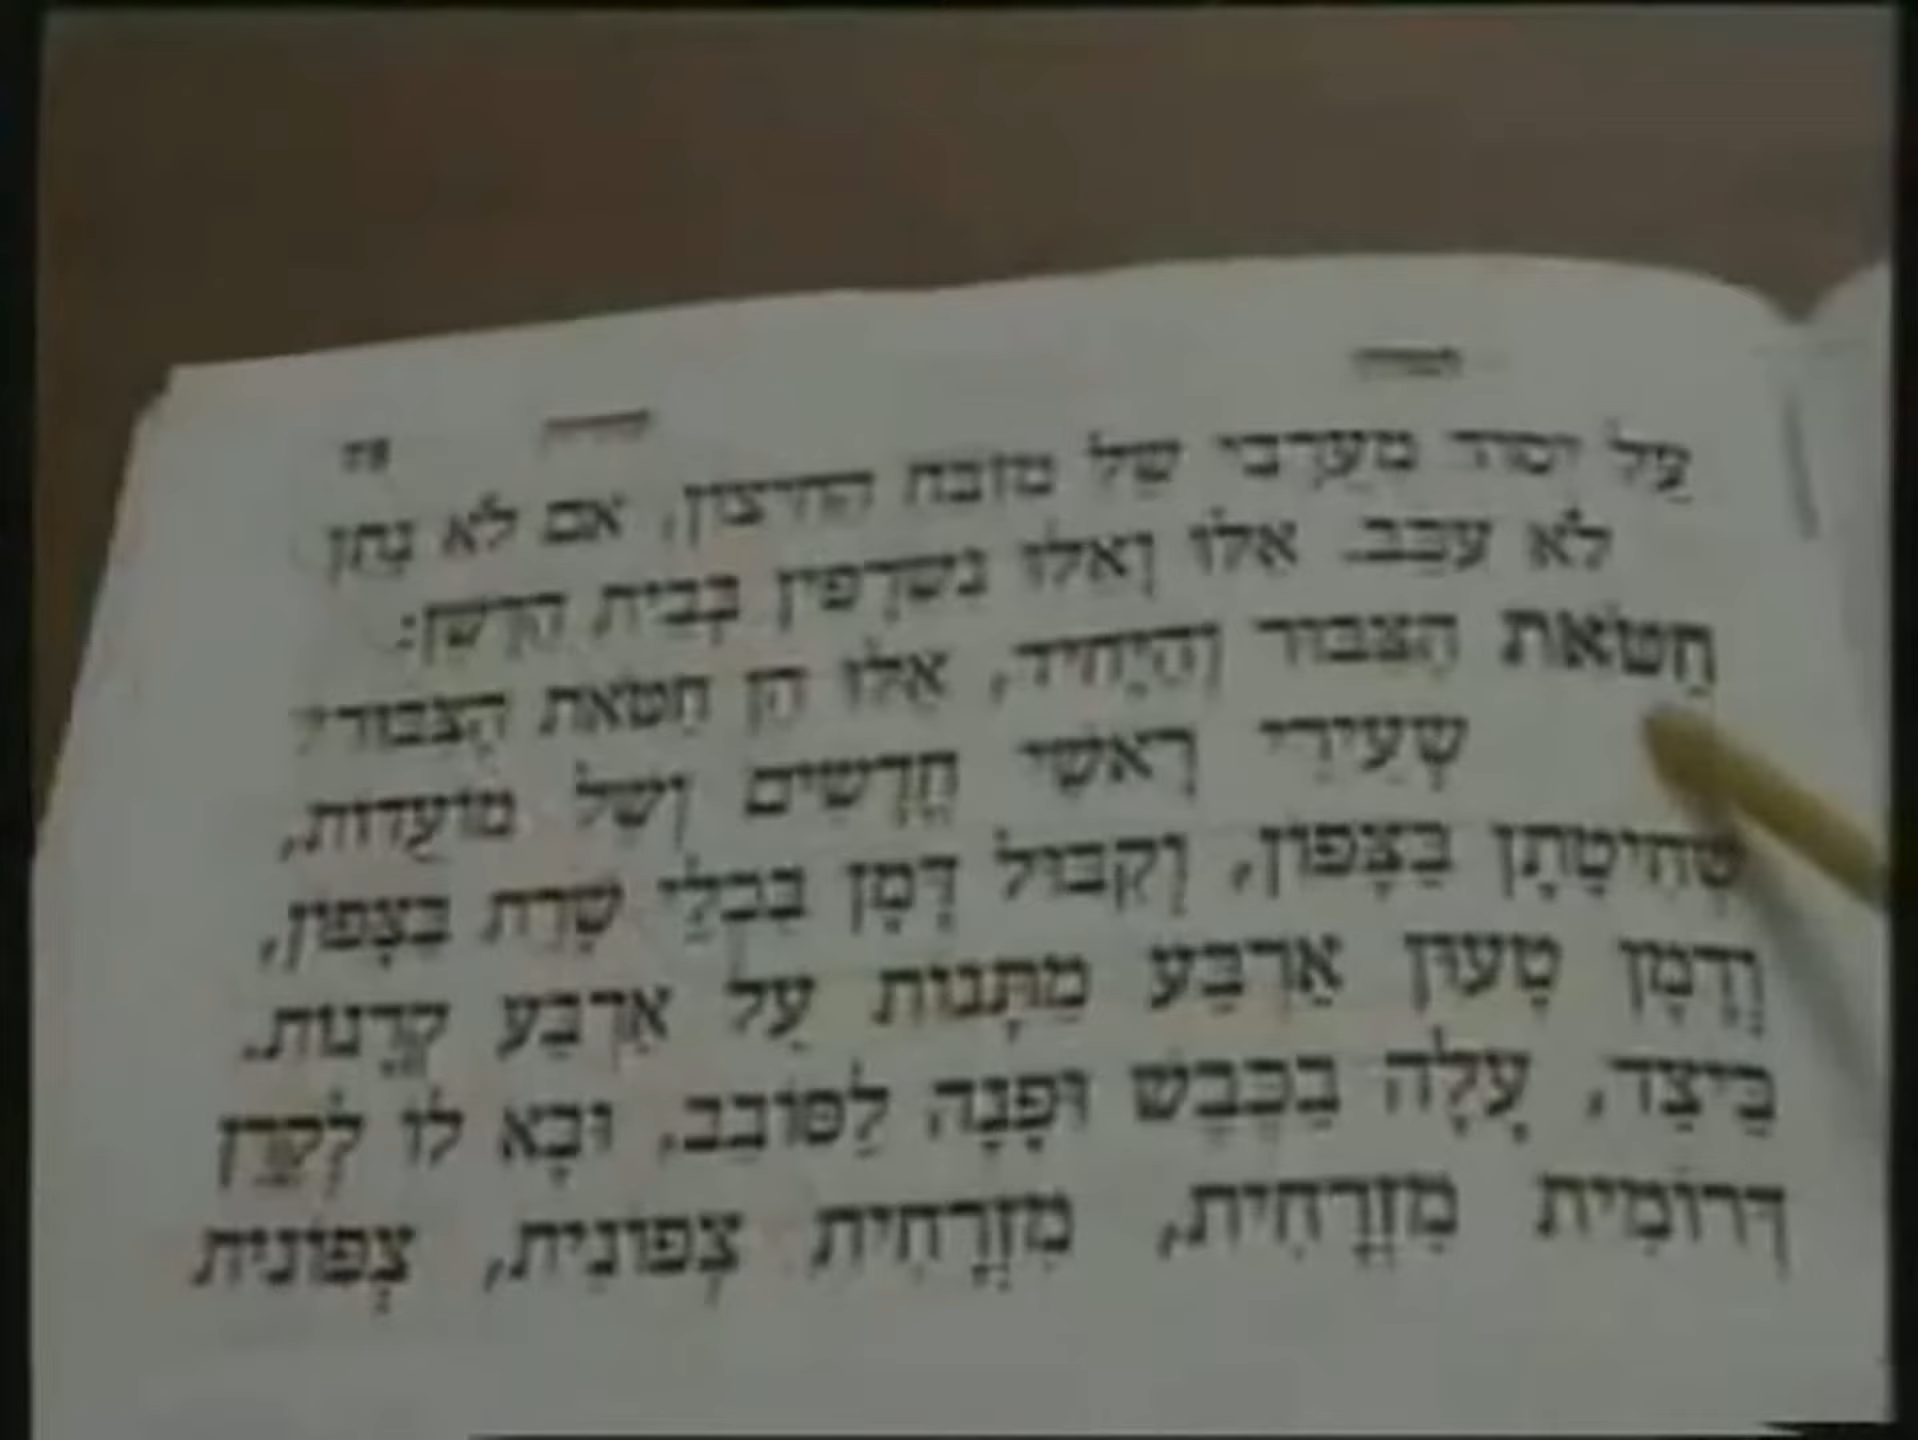 עַל יְסוֹד מַעֲרָבִי שֶׁל מִזְבֵּחַ הַחִיצוֹן, אִם לֹא נָתַן
לֹא עִכֵּב. אֵלּוּ וָאֵלּוּ נִשְׂרָפִין בְּבֵית הַדֶּשֶׁן:
חַטֹּאת הַצִּבּוּר וְהַיָּחִיד, אֵלּוּ הֵן חַטֹּאת הַצִּבּוּר?
שְׂעִירֵי רָאשֵׁי חֳדָשִׁים וְשֶׁל מוֹעֲדוֹת,
שְׁחִיטָתָן בַּצָּפוֹן, וְקִבּוּל דָּמָן בִּכְלֵי שָׁרֵת בַּצָּפוֹן,
וְדָמָן טָעוּן אַרְבַּע מַתָּנוֹת עַל אַרְבַּע קְרָנוֹת.
כֵּיצַד, עָלָה בַכֶּבֶשׁ וּפָנָה לַסּוֹבֵב, וּבָא לוֹ לְקֶרֶן
דְּרוֹמִית מִזְרָחִית, מִזְרָחִית צְפוֹנִית, צְפוֹנִית